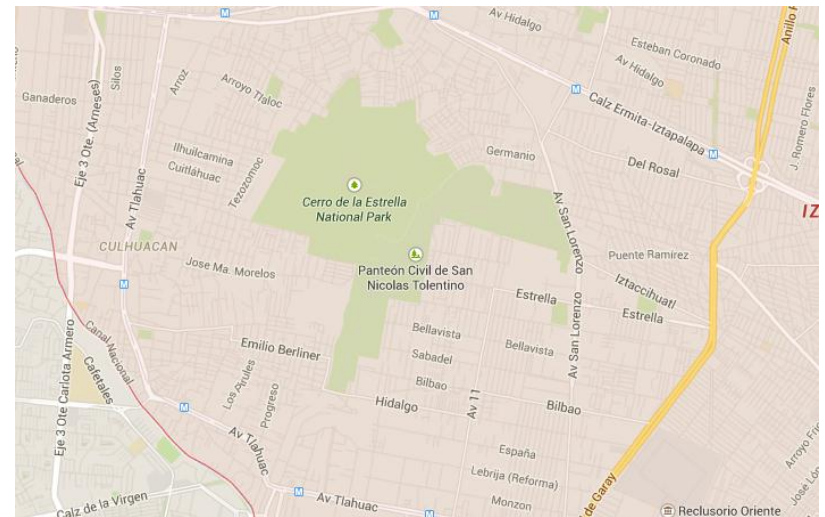 M
M
Av Hidalgo
Anillo
Esteban Coronado
Av Hidalgo
Silos
Arroz
Arroyo Tlaloc
Ganaderos
Eje 3 Ote. (Arneses)
M
Calz Ermita-Iztapalapa
J. Romero Flores
Ilhuilcamina
Cuitláhuac
Tezozomoc
Germanio
M
Del Rosal
Cerro de la Estrella
National Park
Av Tlahuac
Av San Lorenzo
IZ
CULHUACAN
Jose Ma. Morelos
Panteón Civil de San
Nicolas Tolentino
Puente Ramírez
Iztaccihuatl
M
Estrella
Estrella
Canal Nacional
Eje 3 Ote Carlota Armero
Cafetales
Emilio Berliner
Bellavista
Bellavista
Sabadel
Bilbao
Av San Lorenzo
Los Pirules
Progreso
Hidalgo
Av 11
Bilbao
M
Av Tlahuac
España
Lebrija (Reforma)
Monzon
M
Av Tlahuac
M
Calz de la Virgen
de Garay
Reclusorio Oriente